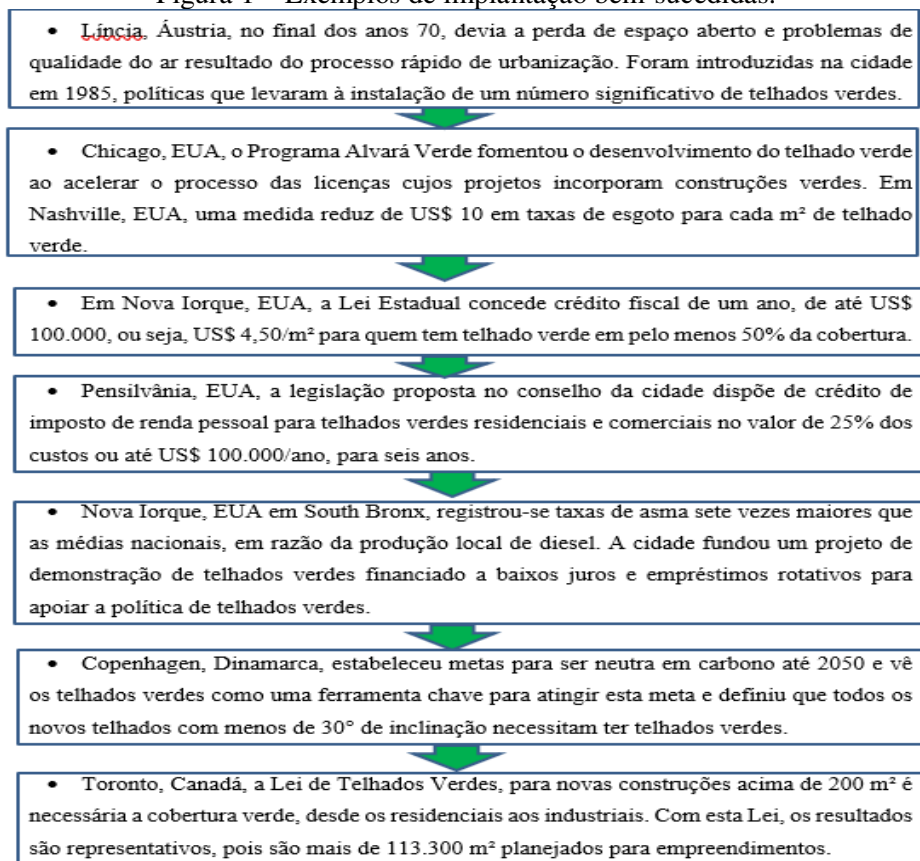 Figura 1 – Exemplos de implantação bem-sucedidas.
• Líncia, Áustria, no final dos anos 70, devia a perda de espaço aberto e problemas de
qualidade do ar resultado do processo rápido de urbanização. Foram introduzidas na cidade
em 1985, políticas que levaram à instalação de um número significativo de telhados verdes.
• Chicago, EUA, o Programa Alvará Verde fomentou o desenvolvimento do telhado verde
ao acelerar o processo das licenças cujos projetos incorporam construções verdes. Em
Nashville, EUA, uma medida reduz de US$ 10 em taxas de esgoto para cada m² de telhado
verde.
• Em Nova Iorque, EUA, a Lei Estadual concede crédito fiscal de um ano, de até US$
100.000, ou seja, US$ 4,50/m² para quem tem telhado verde em pelo menos 50% da cobertura.
• Pensilvânia, EUA, a legislação proposta no conselho da cidade dispõe de crédito de
imposto de renda pessoal para telhados verdes residenciais e comerciais no valor de 25% dos
custos ou até US$ 100.000/ano, para seis anos.
• Nova Iorque, EUA em South Bronx, registrou-se taxas de asma sete vezes maiores que
as médias nacionais, em razão da produção local de diesel. A cidade fundou um projeto de
demonstração de telhados verdes financiado a baixos juros e empréstimos rotativos para
apoiar a política de telhados verdes.
• Copenhagen, Dinamarca, estabeleceu metas para ser neutra em carbono até 2050 e vê
os telhados verdes como uma ferramenta chave para atingir esta meta e definiu que todos os
novos telhados com menos de 30° de inclinação necessitam ter telhados verdes.
• Toronto, Canadá, a Lei de Telhados Verdes, para novas construções acima de 200 m² é
necessária a cobertura verde, desde os residenciais aos industriais. Com esta Lei, os resultados
são representativos, pois são mais de 113.300 m² planejados para empreendimentos.